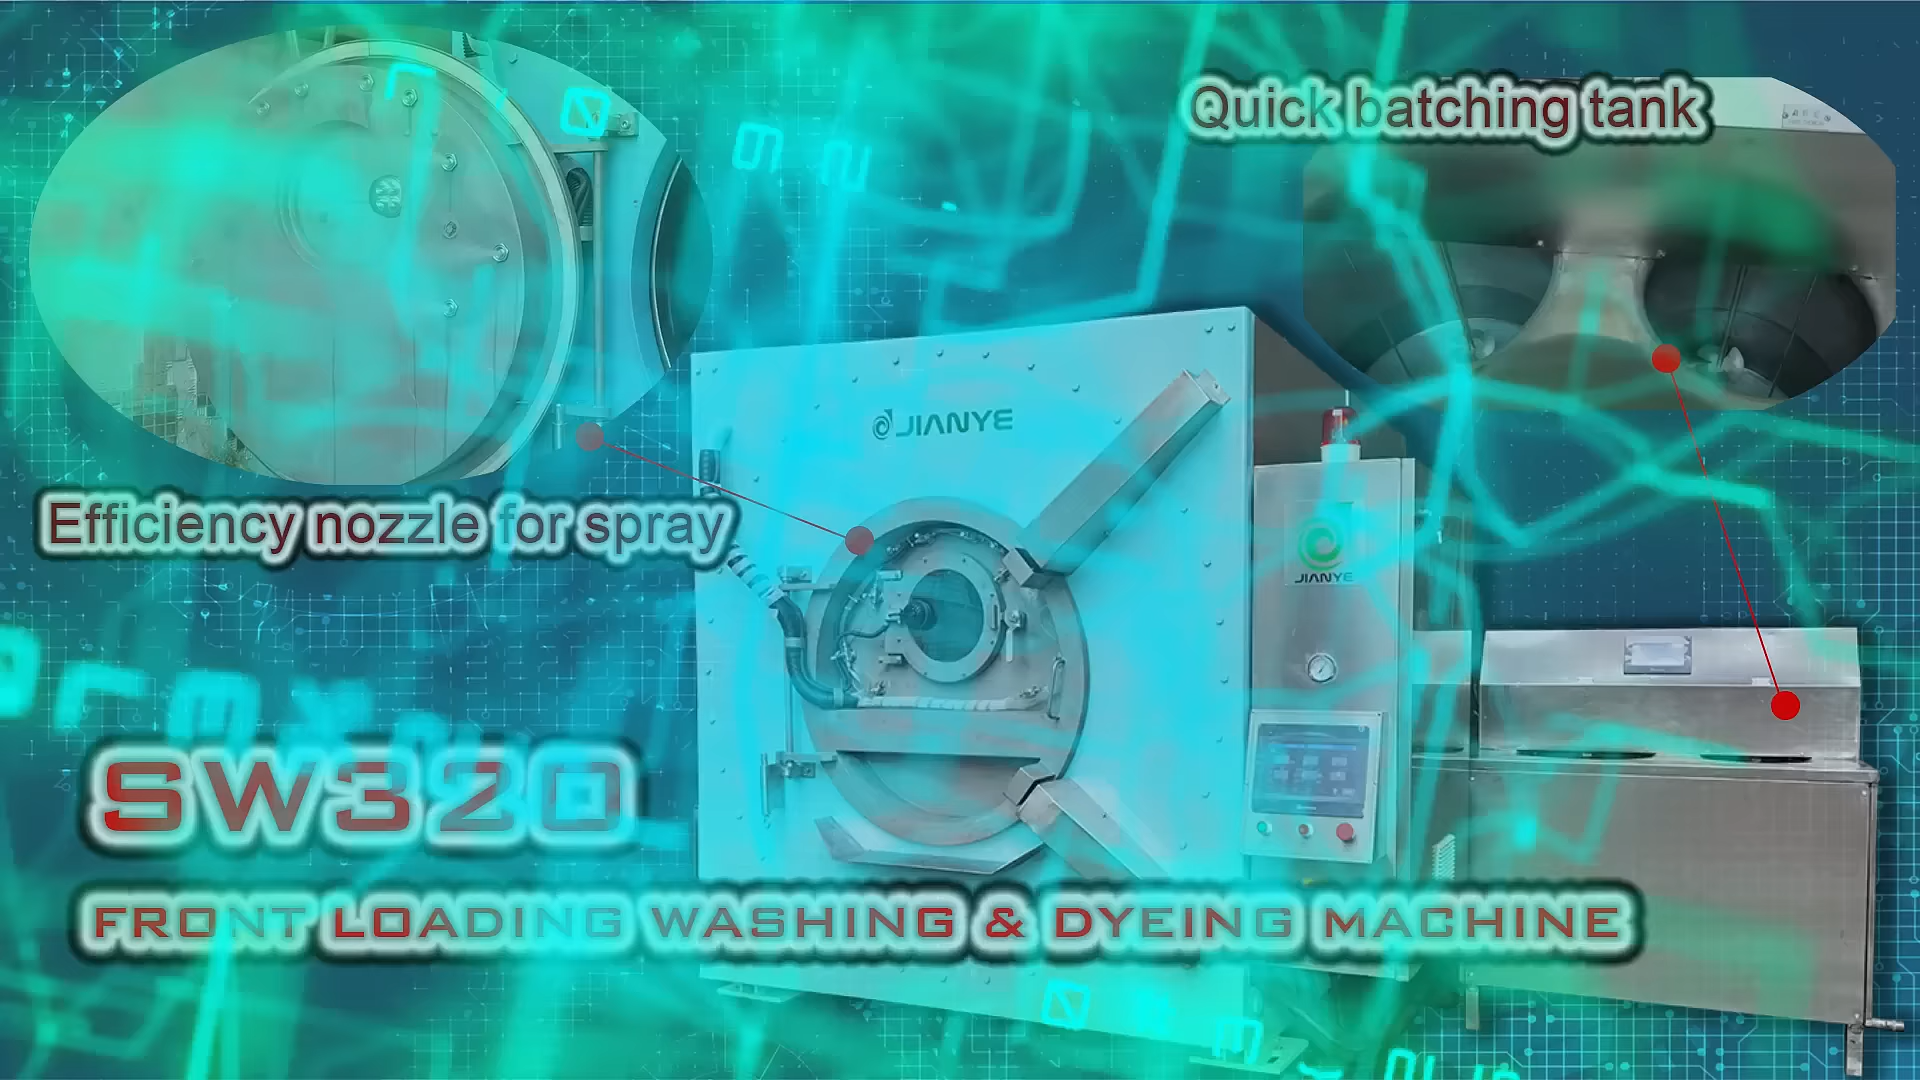 Quick batching tank
JIANYE
Efficiency nozzle for spray
JIANYE
SW320
FRONT LOADING WASHING & DYEING MACHINE